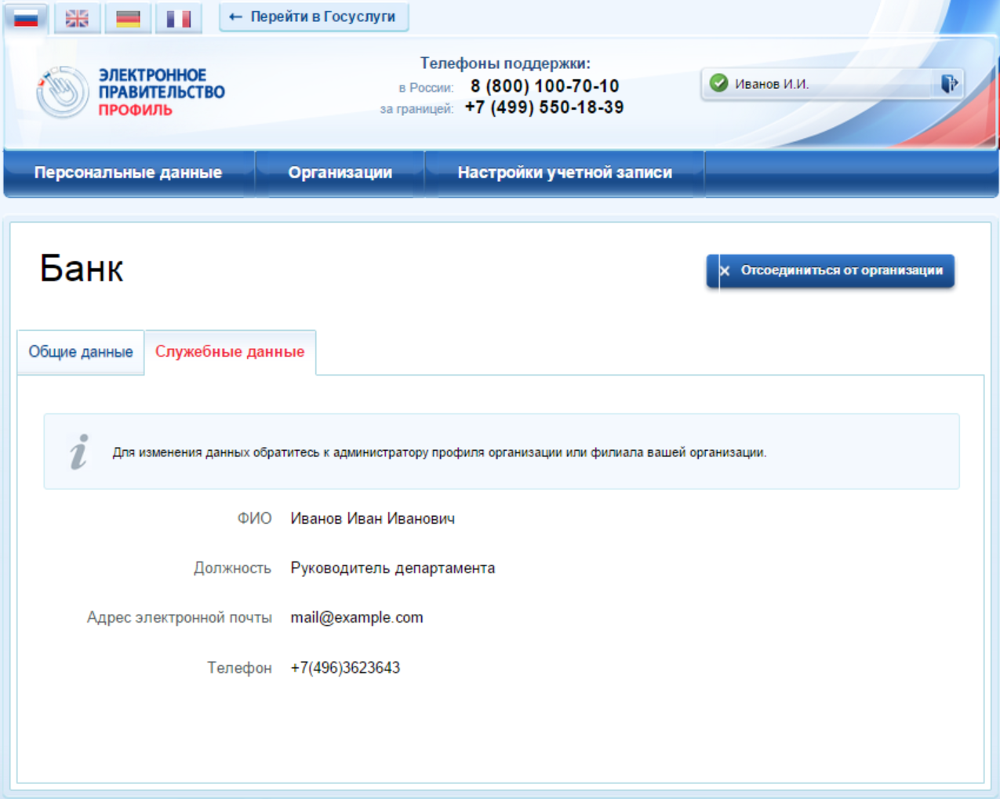 ← Перейти в Госуслуги
ЭЛЕКТРОННОЕ
ПРАВИТЕЛЬСТВО
ПРОФИЛЬ
Телефоны поддержки:
в России: 8 (800) 100-70-10
за границей: +7 (499) 550-18-39
Иванов И.И.
Персональные данные Организации Настройки учетной записи
Банк
× Отсоединиться от организации
Общие данные Служебные данные
Для изменения данных обратитесь к администратору профиля организации или филиала вашей организации.
ФИО Иванов Иван Иванович
Должность Руководитель департамента
Адрес электронной почты mail@example.com
Телефон +7(496)3623643